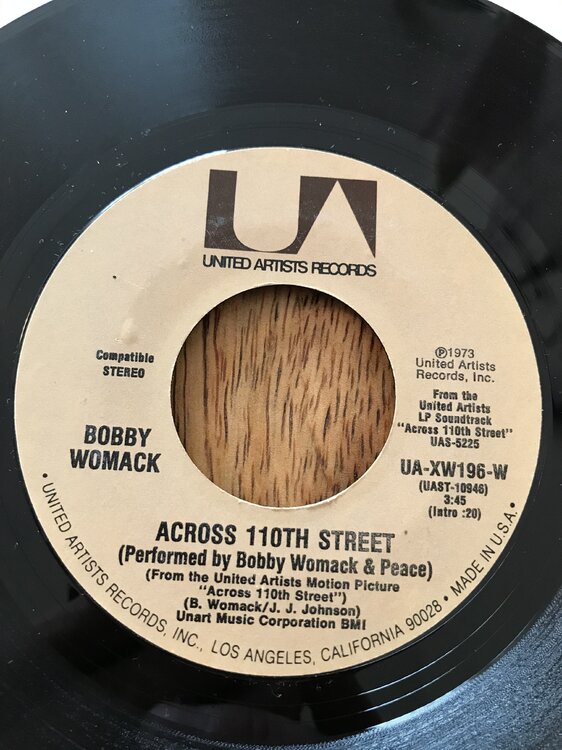 UA
UNITED ARTISTS RECORDS
Compatible
STEREO
BOBBY
WOMACK
℗1973
United Artists
Records, Inc.
From the
United Artists
LP Soundtrack
"Across 110th Street"
UAS-5225
UA-XW196-W
(UAST-10946)
3:45
(Intro :20)
ACROSS 110TH STREET
(Performed by Bobby Womack & Peace)
(From the United Artists Motion Picture
"Across 110th Street")
(B. Womack/J. J. Johnson)
Unart Music Corporation BMI
• UNITED ARTISTS RECORDS, INC., LOS ANGELES, CALIFORNIA 90028 • MADE IN U.S.A. •